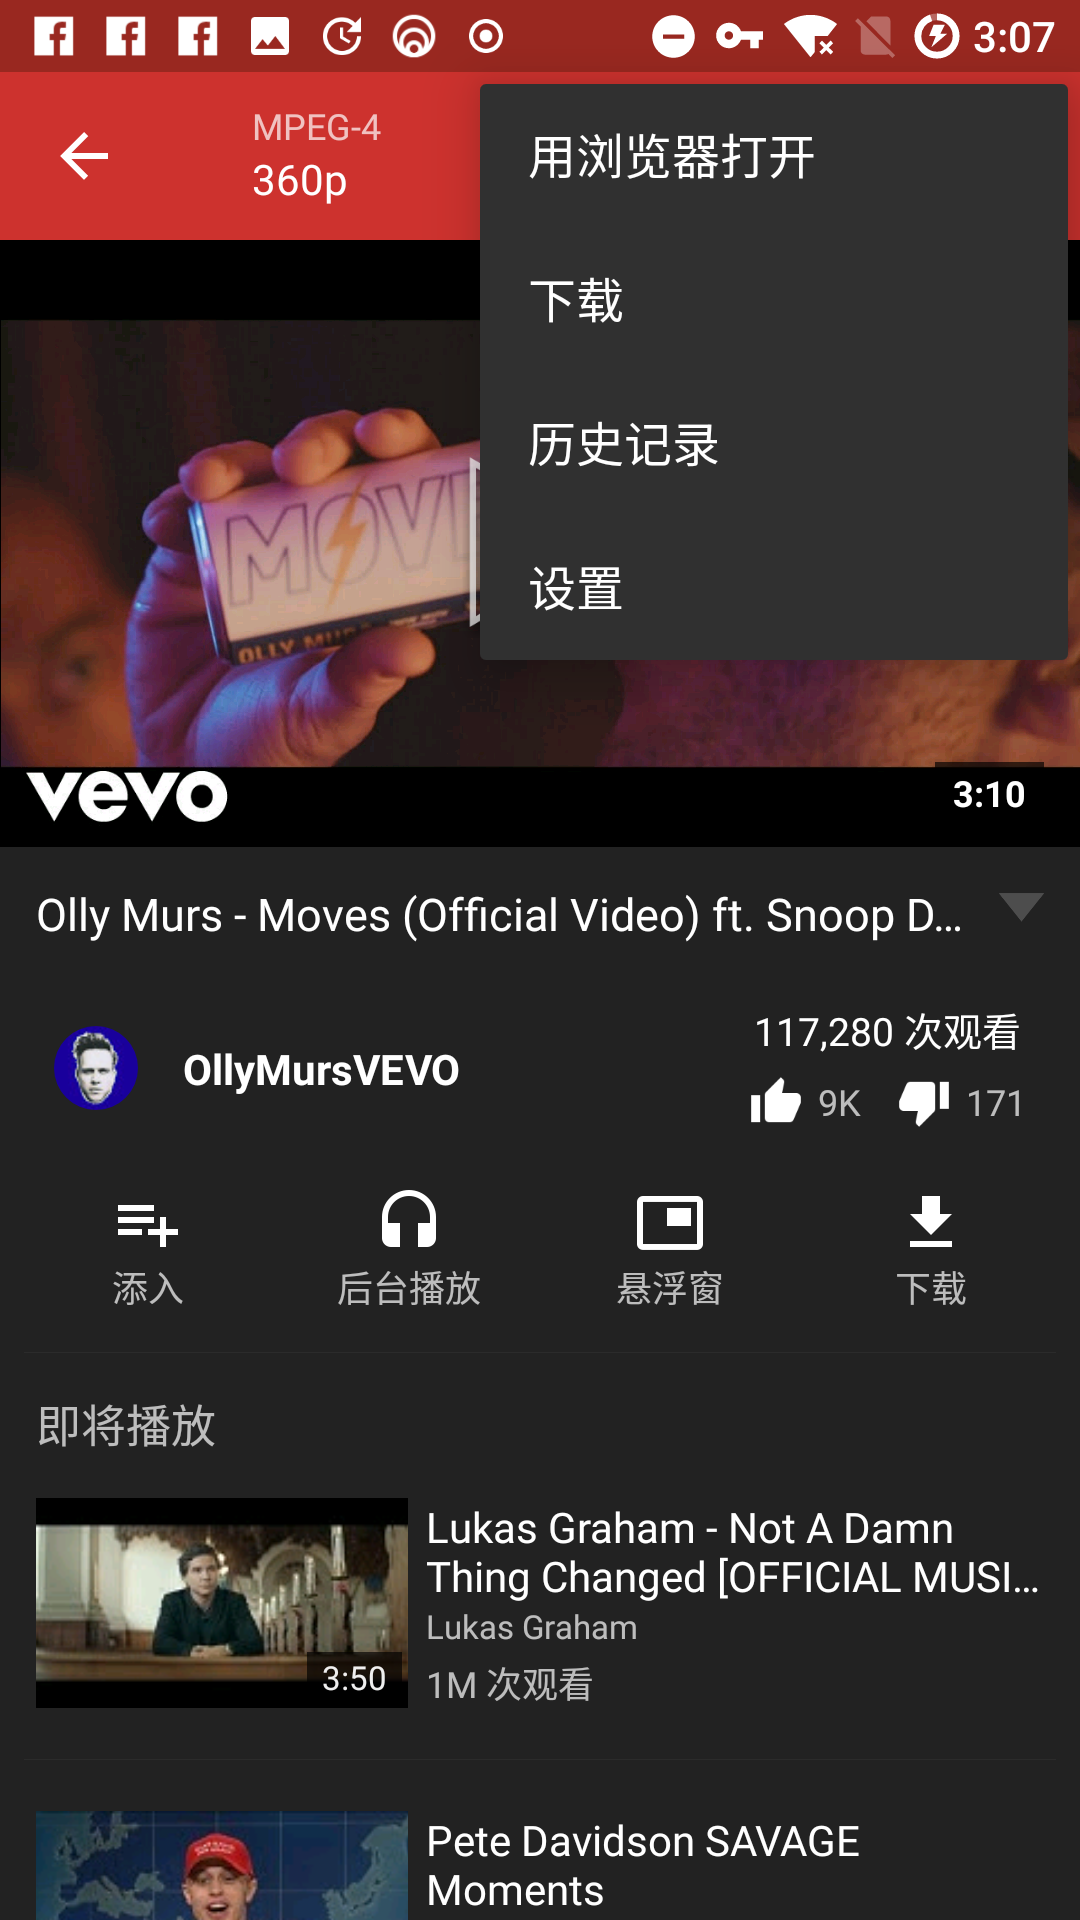 3:07
MPEG-4
360p
用浏览器打开
下载
历史记录
设置
MOVE
OLLY MURS
vevo
3:10
Olly Murs - Moves (Official Video) ft. Snoop D...
OllyMursVEVO
117,280 次观看
9K
171
添入
后台播放
悬浮窗
下载
即将播放
Lukas Graham - Not A Damn
Thing Changed [OFFICIAL MUSI...
Lukas Graham
1M 次观看
3:50
Pete Davidson SAVAGE
Moments